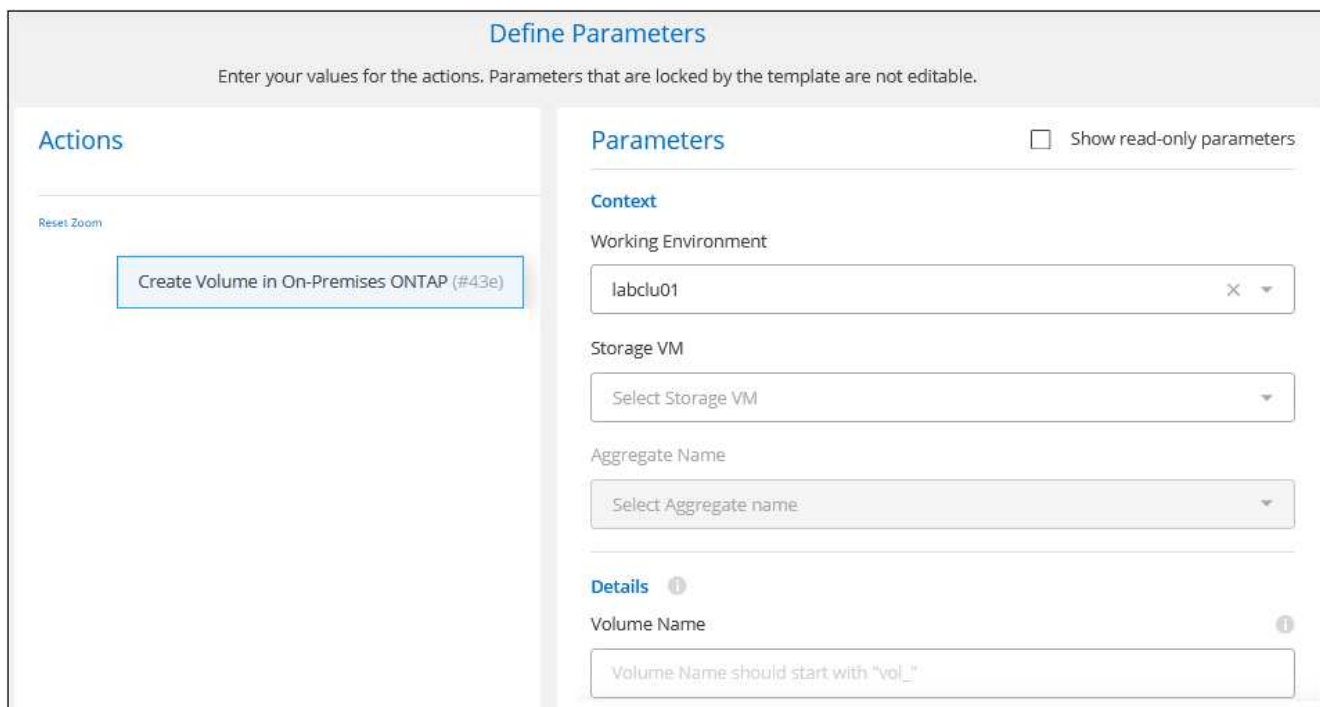 Define Parameters
Enter your values for the actions. Parameters that are locked by the template are not editable.
Actions
Reset Zoom
Create Volume in On-Premises ONTAP (#43e)
Parameters
Show read-only parameters
Context
Working Environment
labclu01
Storage VM
Select Storage VM
Aggregate Name
Select Aggregate name
Details
Volume Name
Volume Name should start with "vol_"